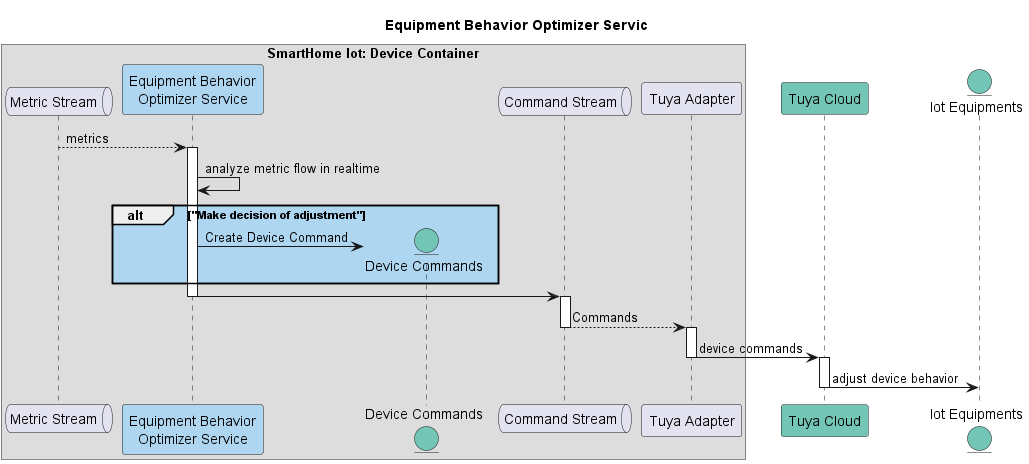 Equipment Behavior Optimizer Servic
SmartHome Iot: Device Container
Metric Stream
Equipment Behavior
Optimizer Service
Command Stream
Tuya Adapter
Tuya Cloud
Iot Equipments
metrics
analyze metric flow in realtime
alt
["Make decision of adjustment"]
Create Device Command
Device Commands
Commands
device commands
adjust device behavior
Metric Stream
Equipment Behavior
Optimizer Service
Device Commands
Command Stream
Tuya Adapter
Tuya Cloud
Iot Equipments